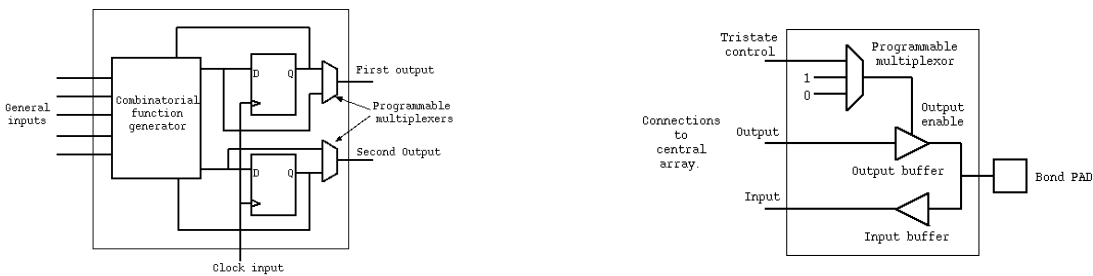 General
inputs
Combinatorial
function
generator
D
Q
D
Q
First output
Programmable
multiplexers
Second Output
Clock input
Tristate
control
1
0
Programmable
multiplexor
Output
enable
Connections
to
central
array.
Output
Output buffer
Input
Input buffer
Bond PAD